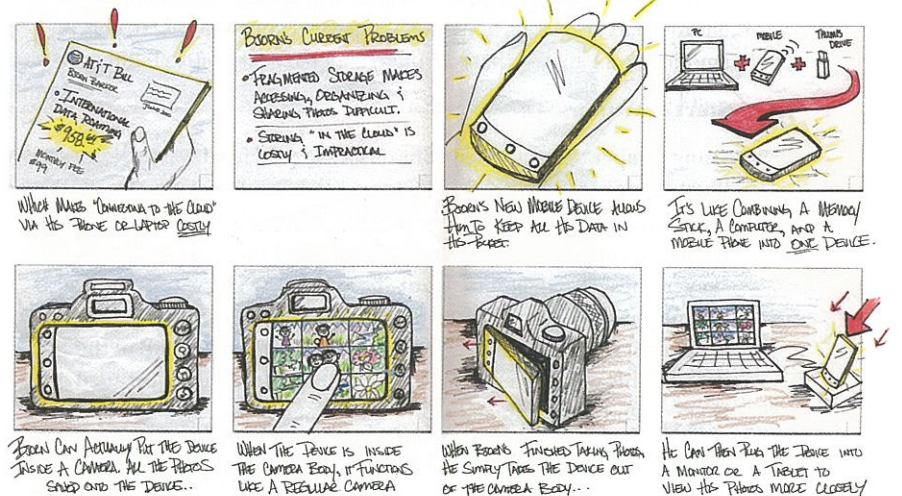 AT&T BILL
BJORN BARKER
JUNE 2010
• INTERNATIONAL
DATA ROAMING
$958.64
MONTHLY FEE
$99
WHICH MAKES "CONNECTING TO THE CLOUD"
VIA HIS PHONE OR LAPTOP COSTLY
BJORN'S CURRENT PROBLEMS
• FRAGMENTED STORAGE MAKES
ACCESSING, ORGANIZING &
SHARING PHOTOS DIFFICULT.
• STORING "IN THE CLOUD" IS
COSTLY & IMPRACTICAL
BJORN'S NEW MOBILE DEVICE ALLOWS
HIM TO KEEP ALL HIS DATA IN
HIS POCKET.
PC
MOBILE
THUMB
DRIVE
IT'S LIKE COMBINING A MEMORY
STICK, A COMPUTER, AND A
MOBILE PHONE INTO ONE DEVICE.
BJORN CAN ACTUALLY PUT THE DEVICE
INSIDE A CAMERA. ALL THE PHOTOS
SAVED ONTO THE DEVICE..
WHEN THE DEVICE IS INSIDE
THE CAMERA BODY, IT FUNCTIONS
LIKE A REGULAR CAMERA
WHEN BJORN'S FINISHED TAKING PHOTOS,
HE SIMPLY TAKES THE DEVICE OUT
OF THE CAMERA BODY...
HE CAN THEN PLUG THE DEVICE INTO
A MONITOR OR A TABLET TO
VIEW HIS PHOTOS MORE CLOSELY